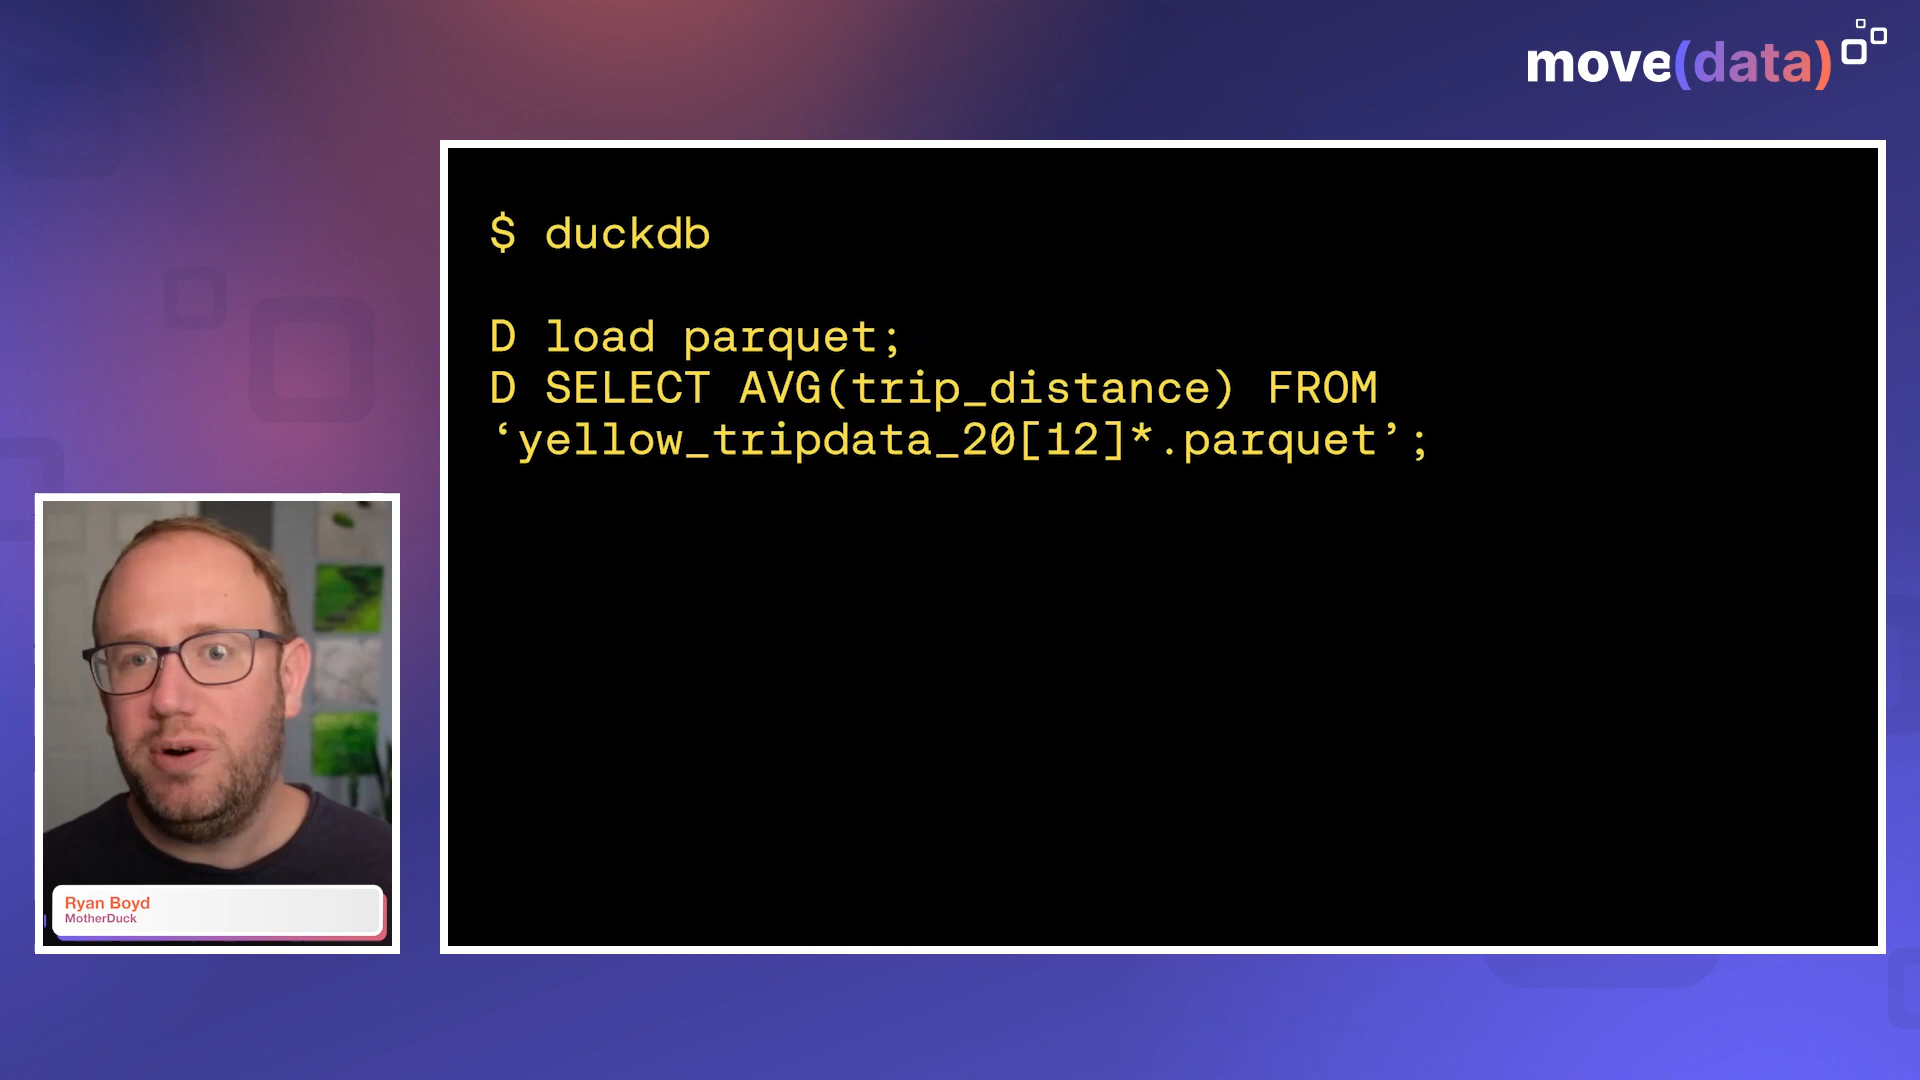 move(data)
$ duckdb
D load parquet;
D SELECT AVG(trip_distance) FROM
‘yellow_tripdata_20[12]*.parquet’;
Ryan Boyd
MotherDuck